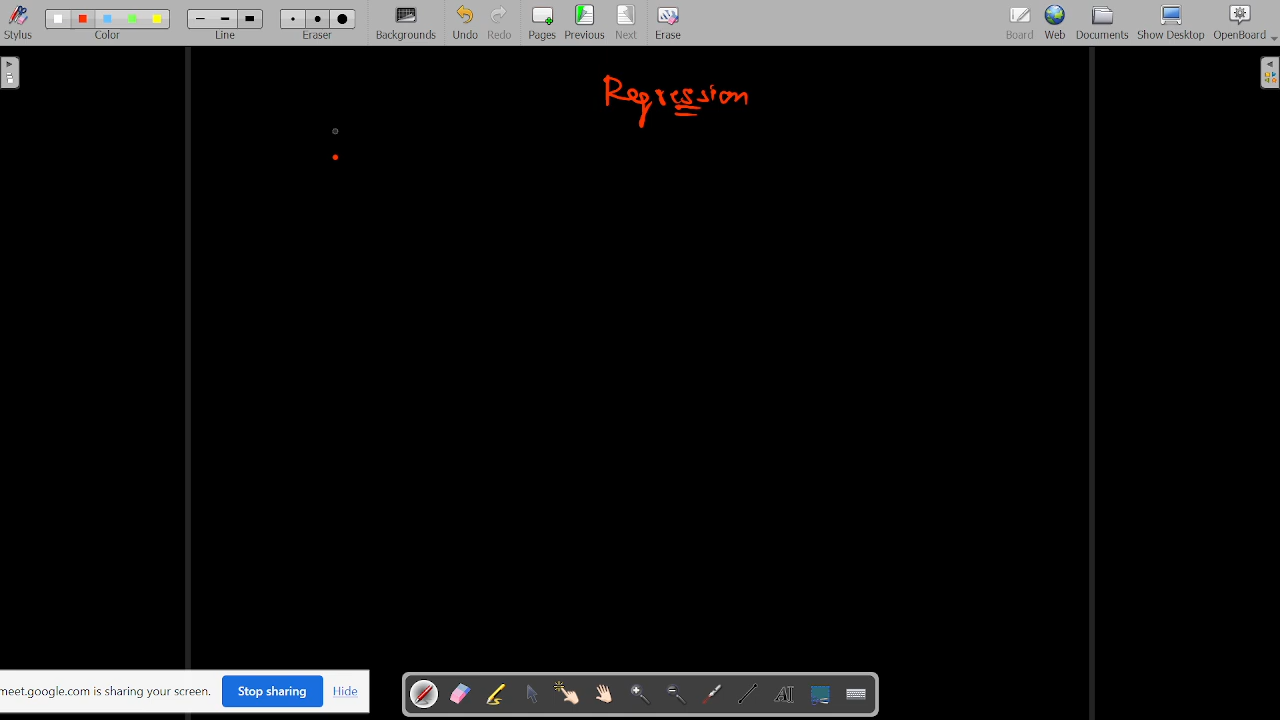 Stylus Color Line Eraser Backgrounds Undo Redo Pages Previous Next Erase Board Web Documents Show Desktop OpenBoard
Regression
meet.google.com is sharing your screen. Stop sharing Hide
AI